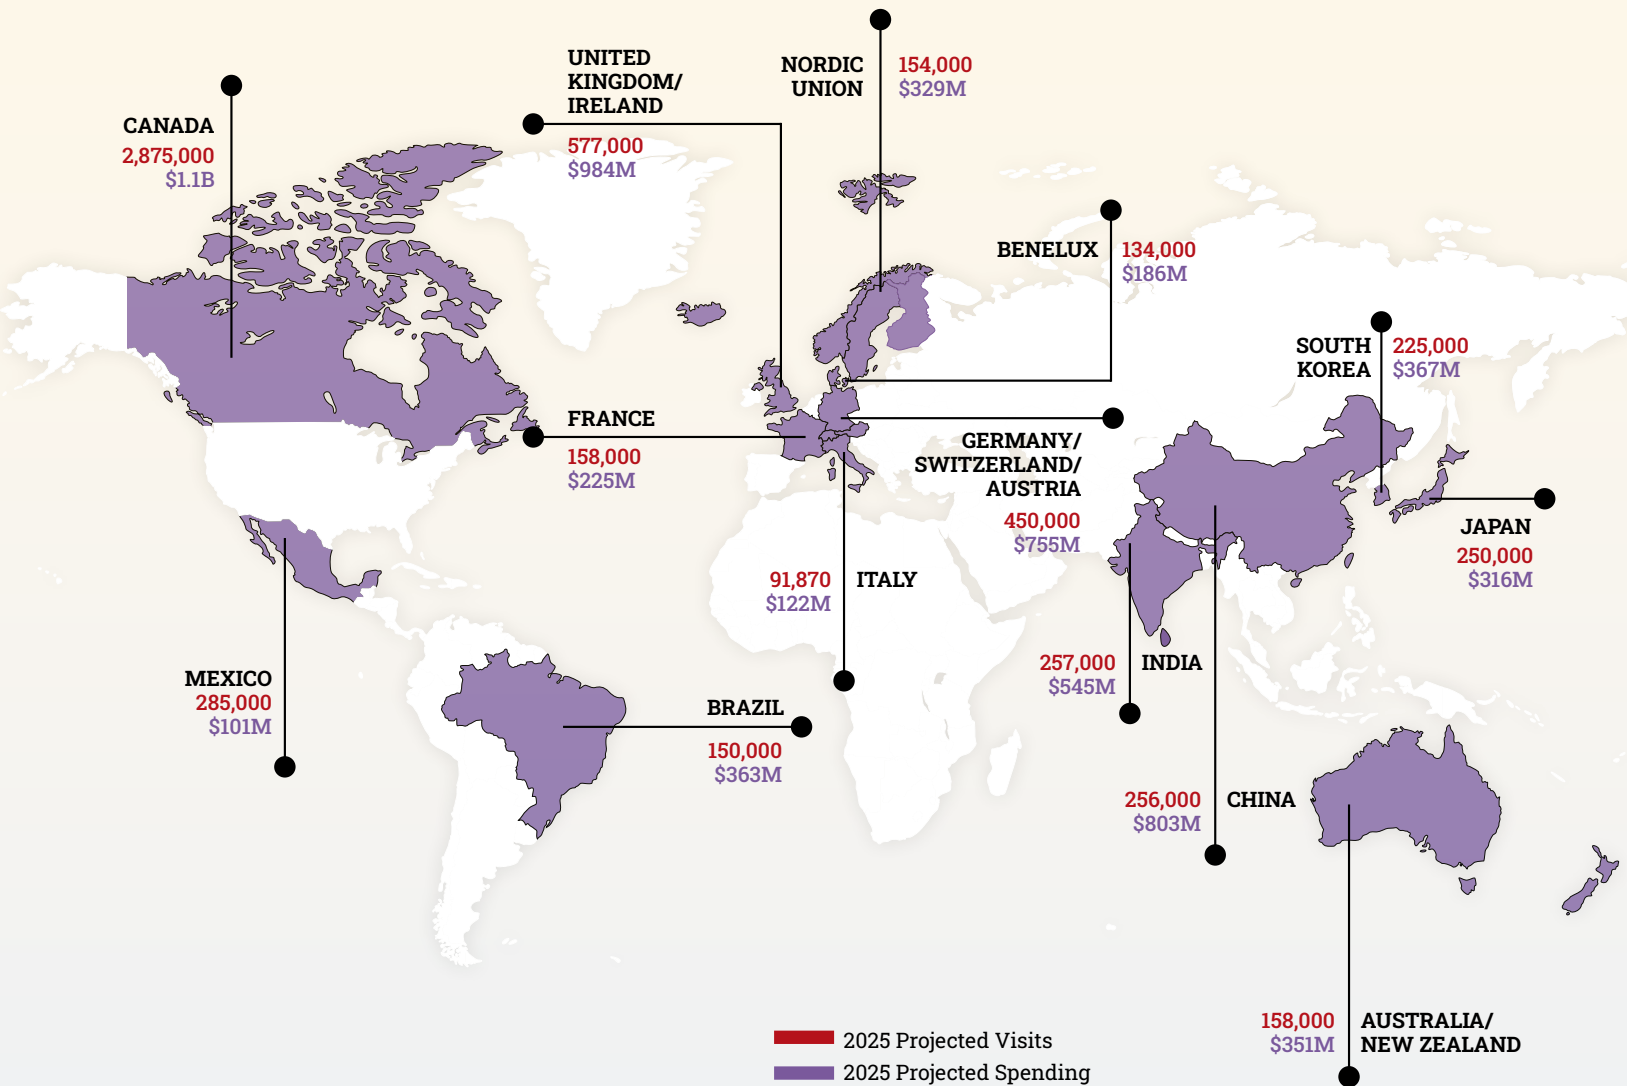 CANADA
2,875,000
$1.1B
UNITED
KINGDOM/
IRELAND
577,000
$984M
NORDIC
UNION
154,000
$329M
BENELUX
134,000
$186M
SOUTH
KOREA
225,000
$367M
FRANCE
158,000
$225M
GERMANY/
SWITZERLAND/
AUSTRIA
450,000
$755M
JAPAN
250,000
$316M
91,870
$122M
ITALY
MEXICO
285,000
$101M
BRAZIL
150,000
$363M
257,000
$545M
INDIA
256,000
$803M
CHINA
158,000
$351M
AUSTRALIA/
NEW ZEALAND
2025 Projected Visits
2025 Projected Spending